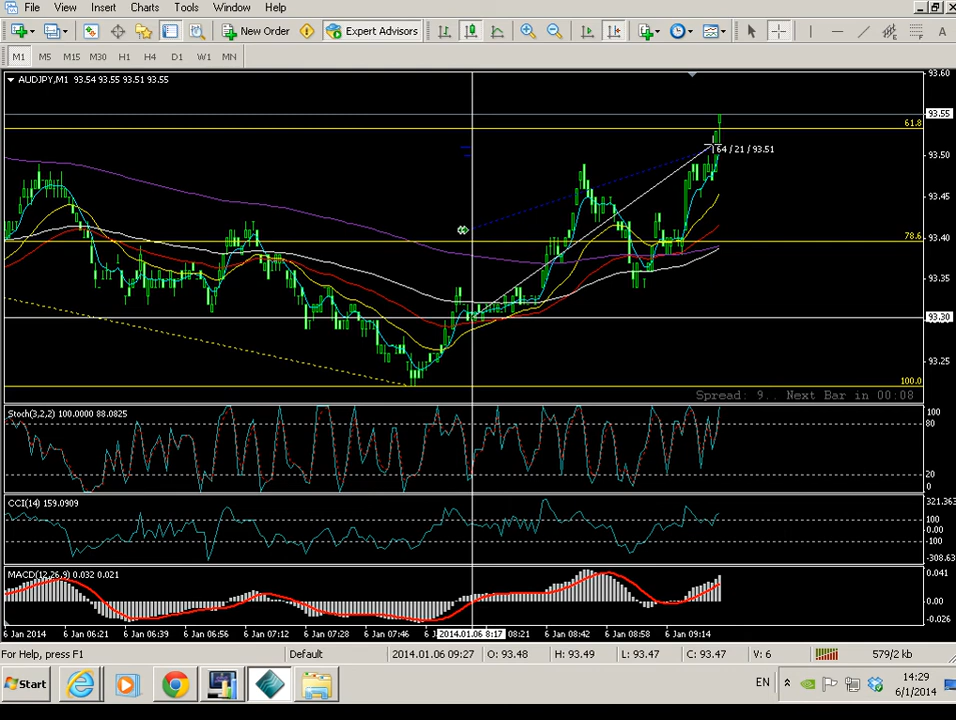 File View Insert Charts Tools Window Help
New Order Expert Advisors A
M1 M5 M15 M30 H1 H4 D1 W1 MN
AUDJPY,M1 93.54 93.55 93.51 93.55
93.60
93.55
61.8
64 / 21 / 93.51
93.50
93.45
78.6
93.40
93.35
93.30
93.25
100.0
Spread: 9.. Next Bar in 00:08
Stoch(3,2,2) 100.0000 88.0825
100
80
20
0
CCI(14) 159.0909
321.363
100
0.00
-100
-308.63
MACD(12,26,9) 0.032 0.021
0.041
0.00
-0.026
6 Jan 2014 6 Jan 06:21 6 Jan 06:39 6 Jan 06:56 6 Jan 07:12 6 Jan 07:28 6 Jan 07:46 6 J 2014.01.06 8:17 08:21 6 Jan 08:42 6 Jan 08:58 6 Jan 09:14
For Help, press F1 Default 2014.01.06 09:27 O: 93.48 H: 93.49 L: 93.47 C: 93.47 V: 6 579/2 kb
Start EN 14:29
6/1/2014